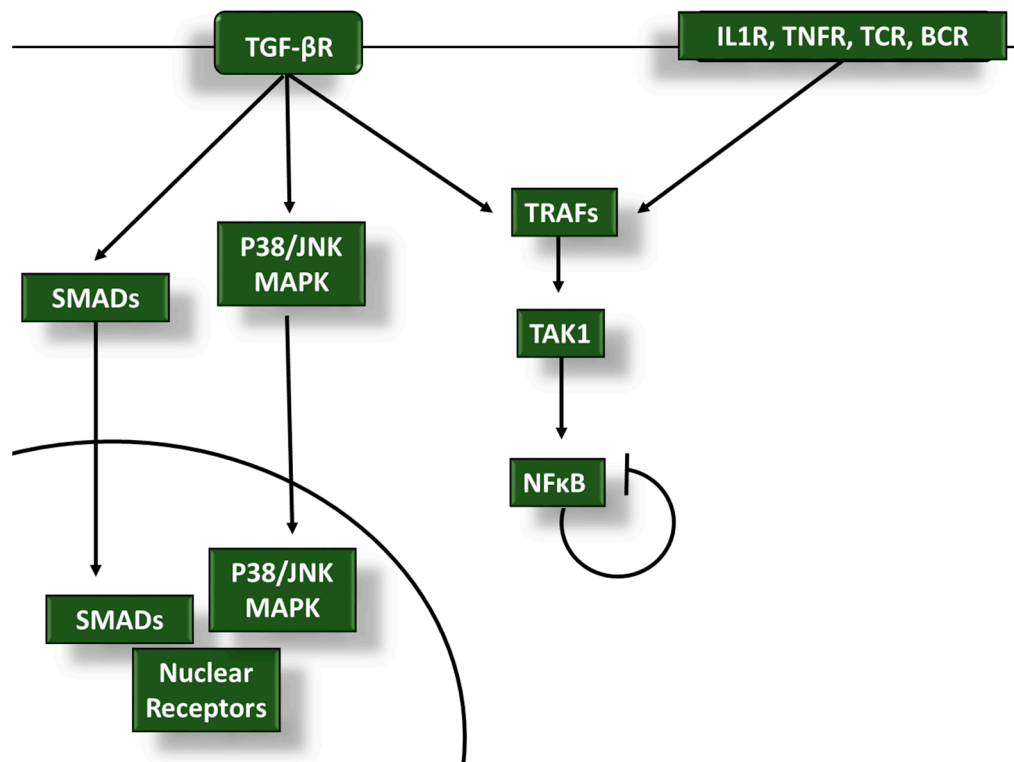 TGF-βR
IL1R, TNFR, TCR, BCR
TRAFs
P38/JNK
MAPK
SMADs
TAK1
NFκB
P38/JNK
MAPK
SMADs
Nuclear
Receptors